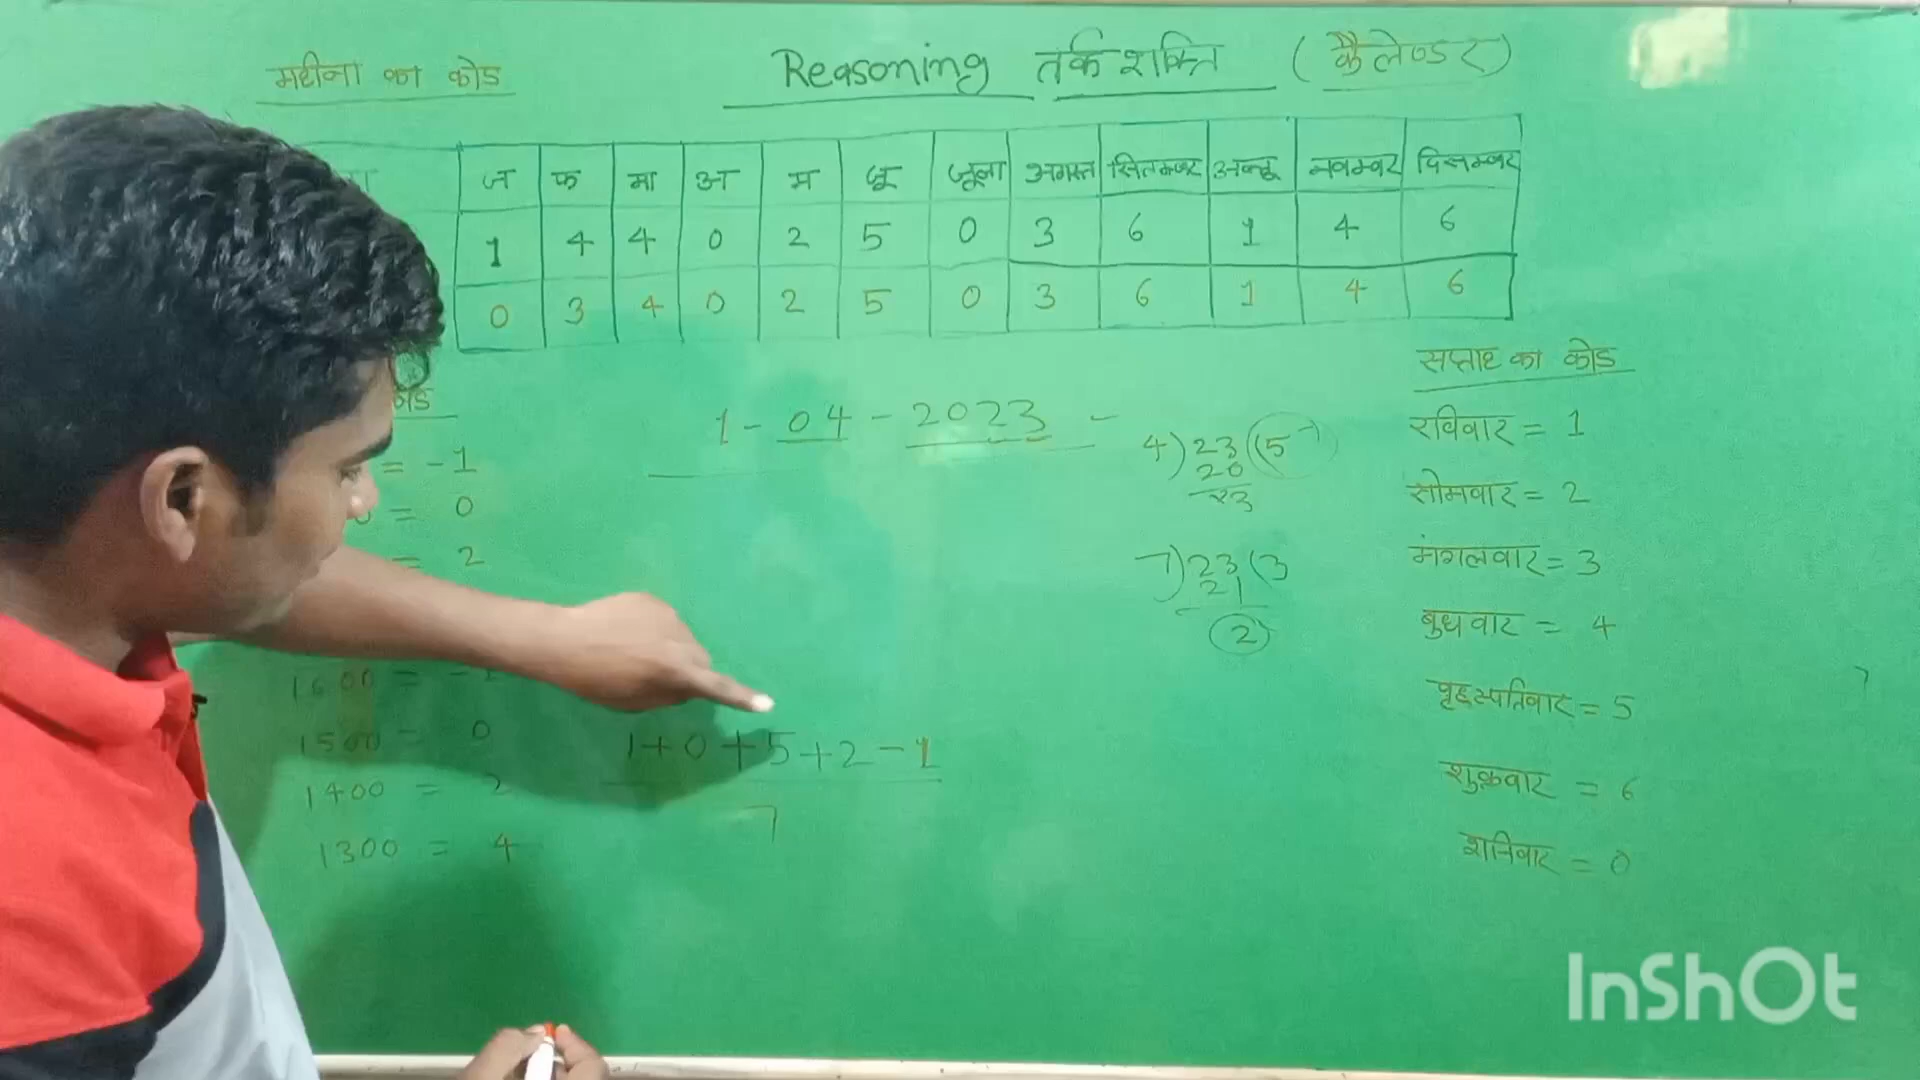 महीना का कोड
Reasoning तर्कशक्ति (कैलेण्डर)
ज फ मा अ म जू जूला अगस्त सितम्बर अक्टू नवम्बर दिसम्बर
1 4 4 0 2 5 0 3 6 1 4 6
0 3 4 0 2 5 0 3 6 1 4 6
= -1
= 0
= 2
1600 = -1
1500 = 0
1400 = 2
1300 = 4
1 - 04 - 2023 -
4)23(5
20
×3
7)23(3
21
2
1+0+5+2-1
7
सप्ताह का कोड
रविवार = 1
सोमवार = 2
मंगलवार = 3
बुधवार = 4
वृहस्पतिवार = 5
शुक्रवार = 6
शनिवार = 0
InShOt